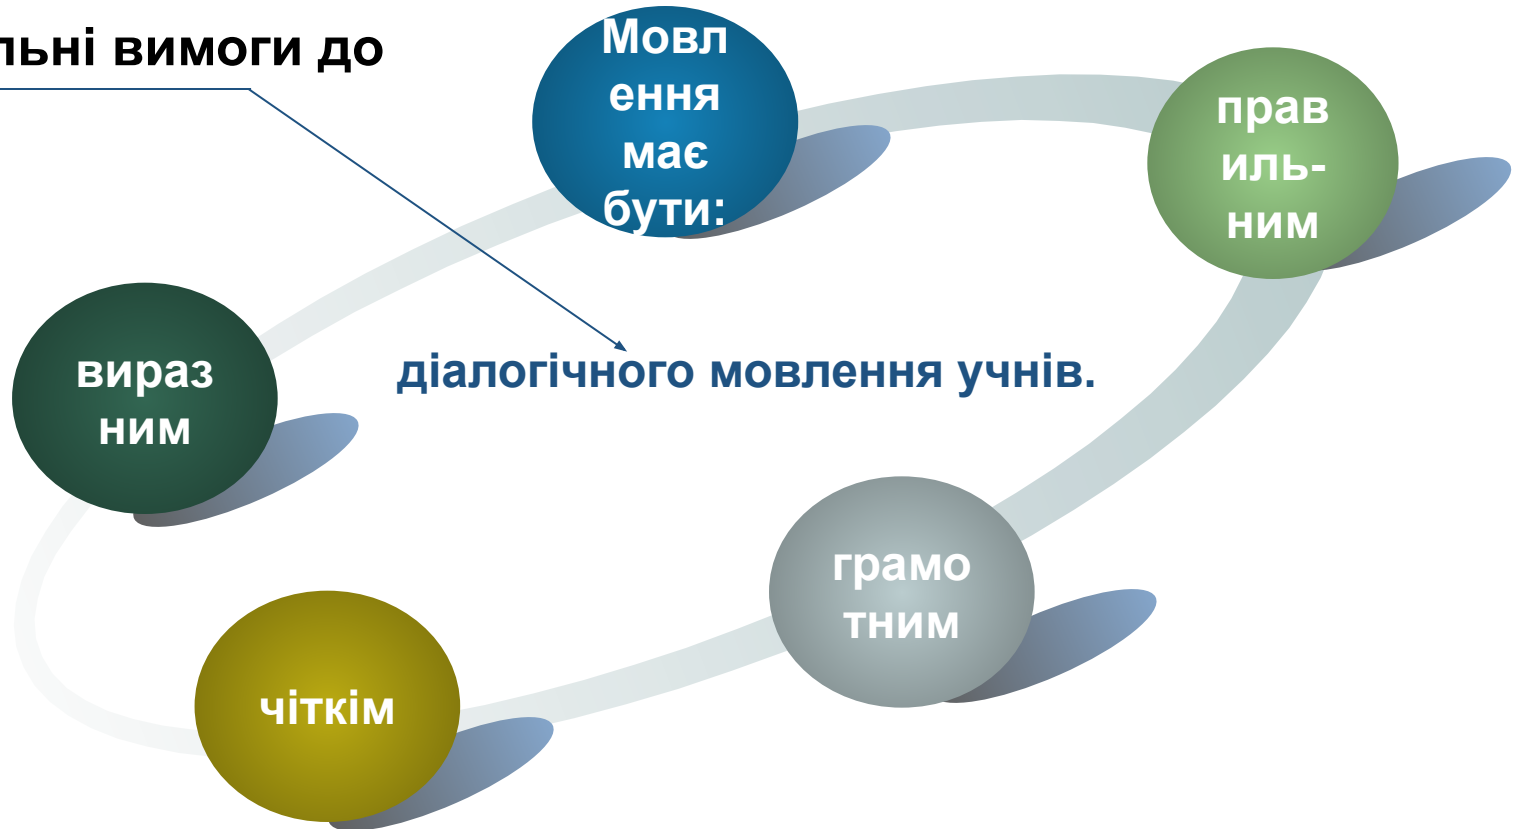 льні вимоги до
Мовл
ення
має
бути:
прав
иль-
ним
вираз
ним
діалогічного мовлення учнів.
грамо
тним
чіткім